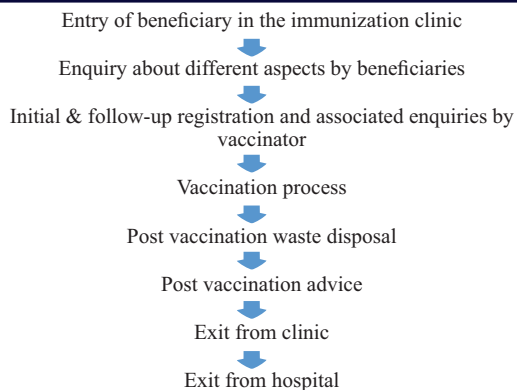 Entry of beneficiary in the immunization clinic
Enquiry about different aspects by beneficiaries
Initial & follow-up registration and associated enquiries by
vaccinator
Vaccination process
Post vaccination waste disposal
Post vaccination advice
Exit from clinic
Exit from hospital